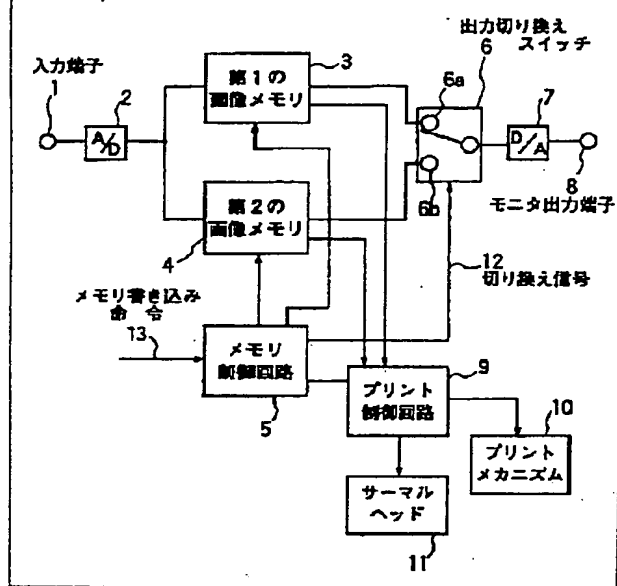 入力端子
1
2
A/D
第1の
画像メモリ
3
出力切り換え
スイッチ
6
6a
6b
7
D/A
8
モニタ出力端子
第2の
画像メモリ
4
12
切り換え信号
メモリ書き込み
命 令
13
メモリ
制御回路
5
プリント
制御回路
9
10
プリント
メカニズム
サーマル
ヘッド
11